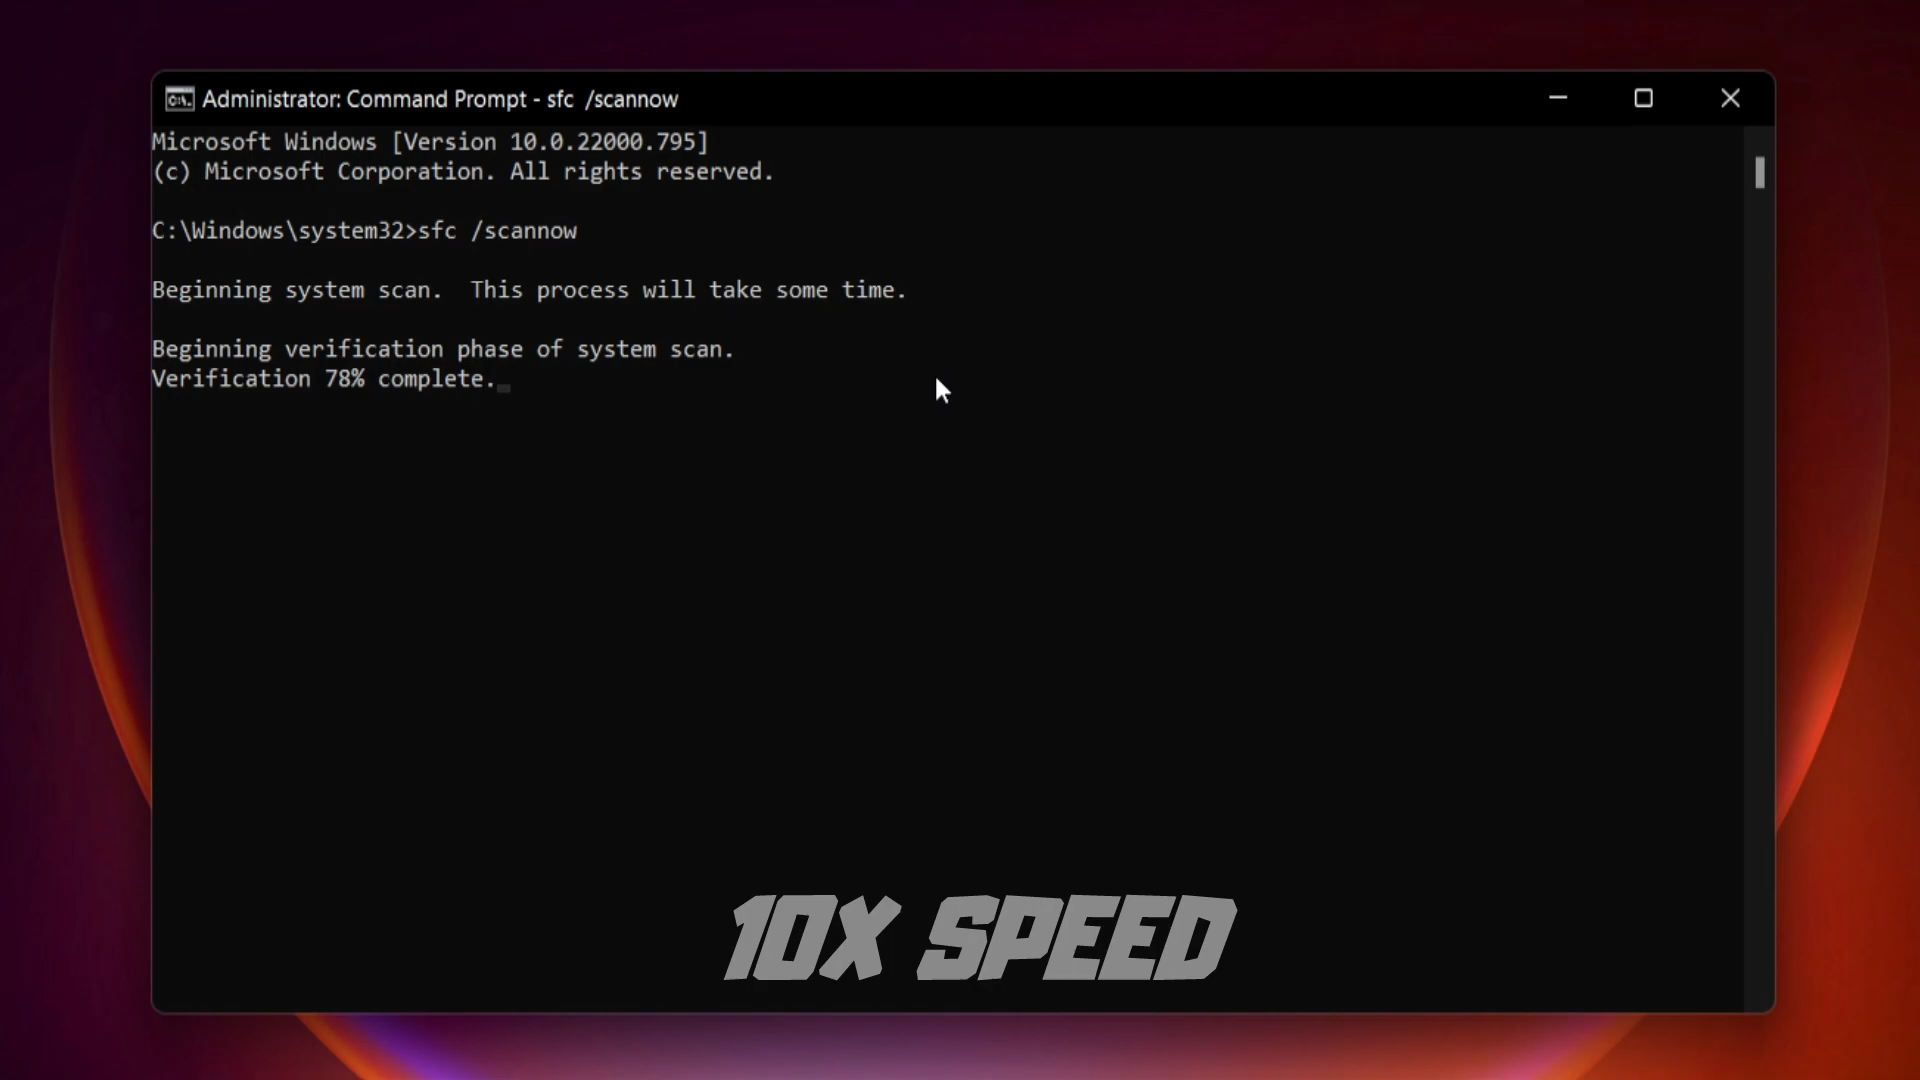 Administrator: Command Prompt - sfc  /scannow
Microsoft Windows [Version 10.0.22000.795]
(c) Microsoft Corporation. All rights reserved.
C:\Windows\system32>sfc /scannow
Beginning system scan.  This process will take some time.
Beginning verification phase of system scan.
Verification 78% complete.
10X SPEED